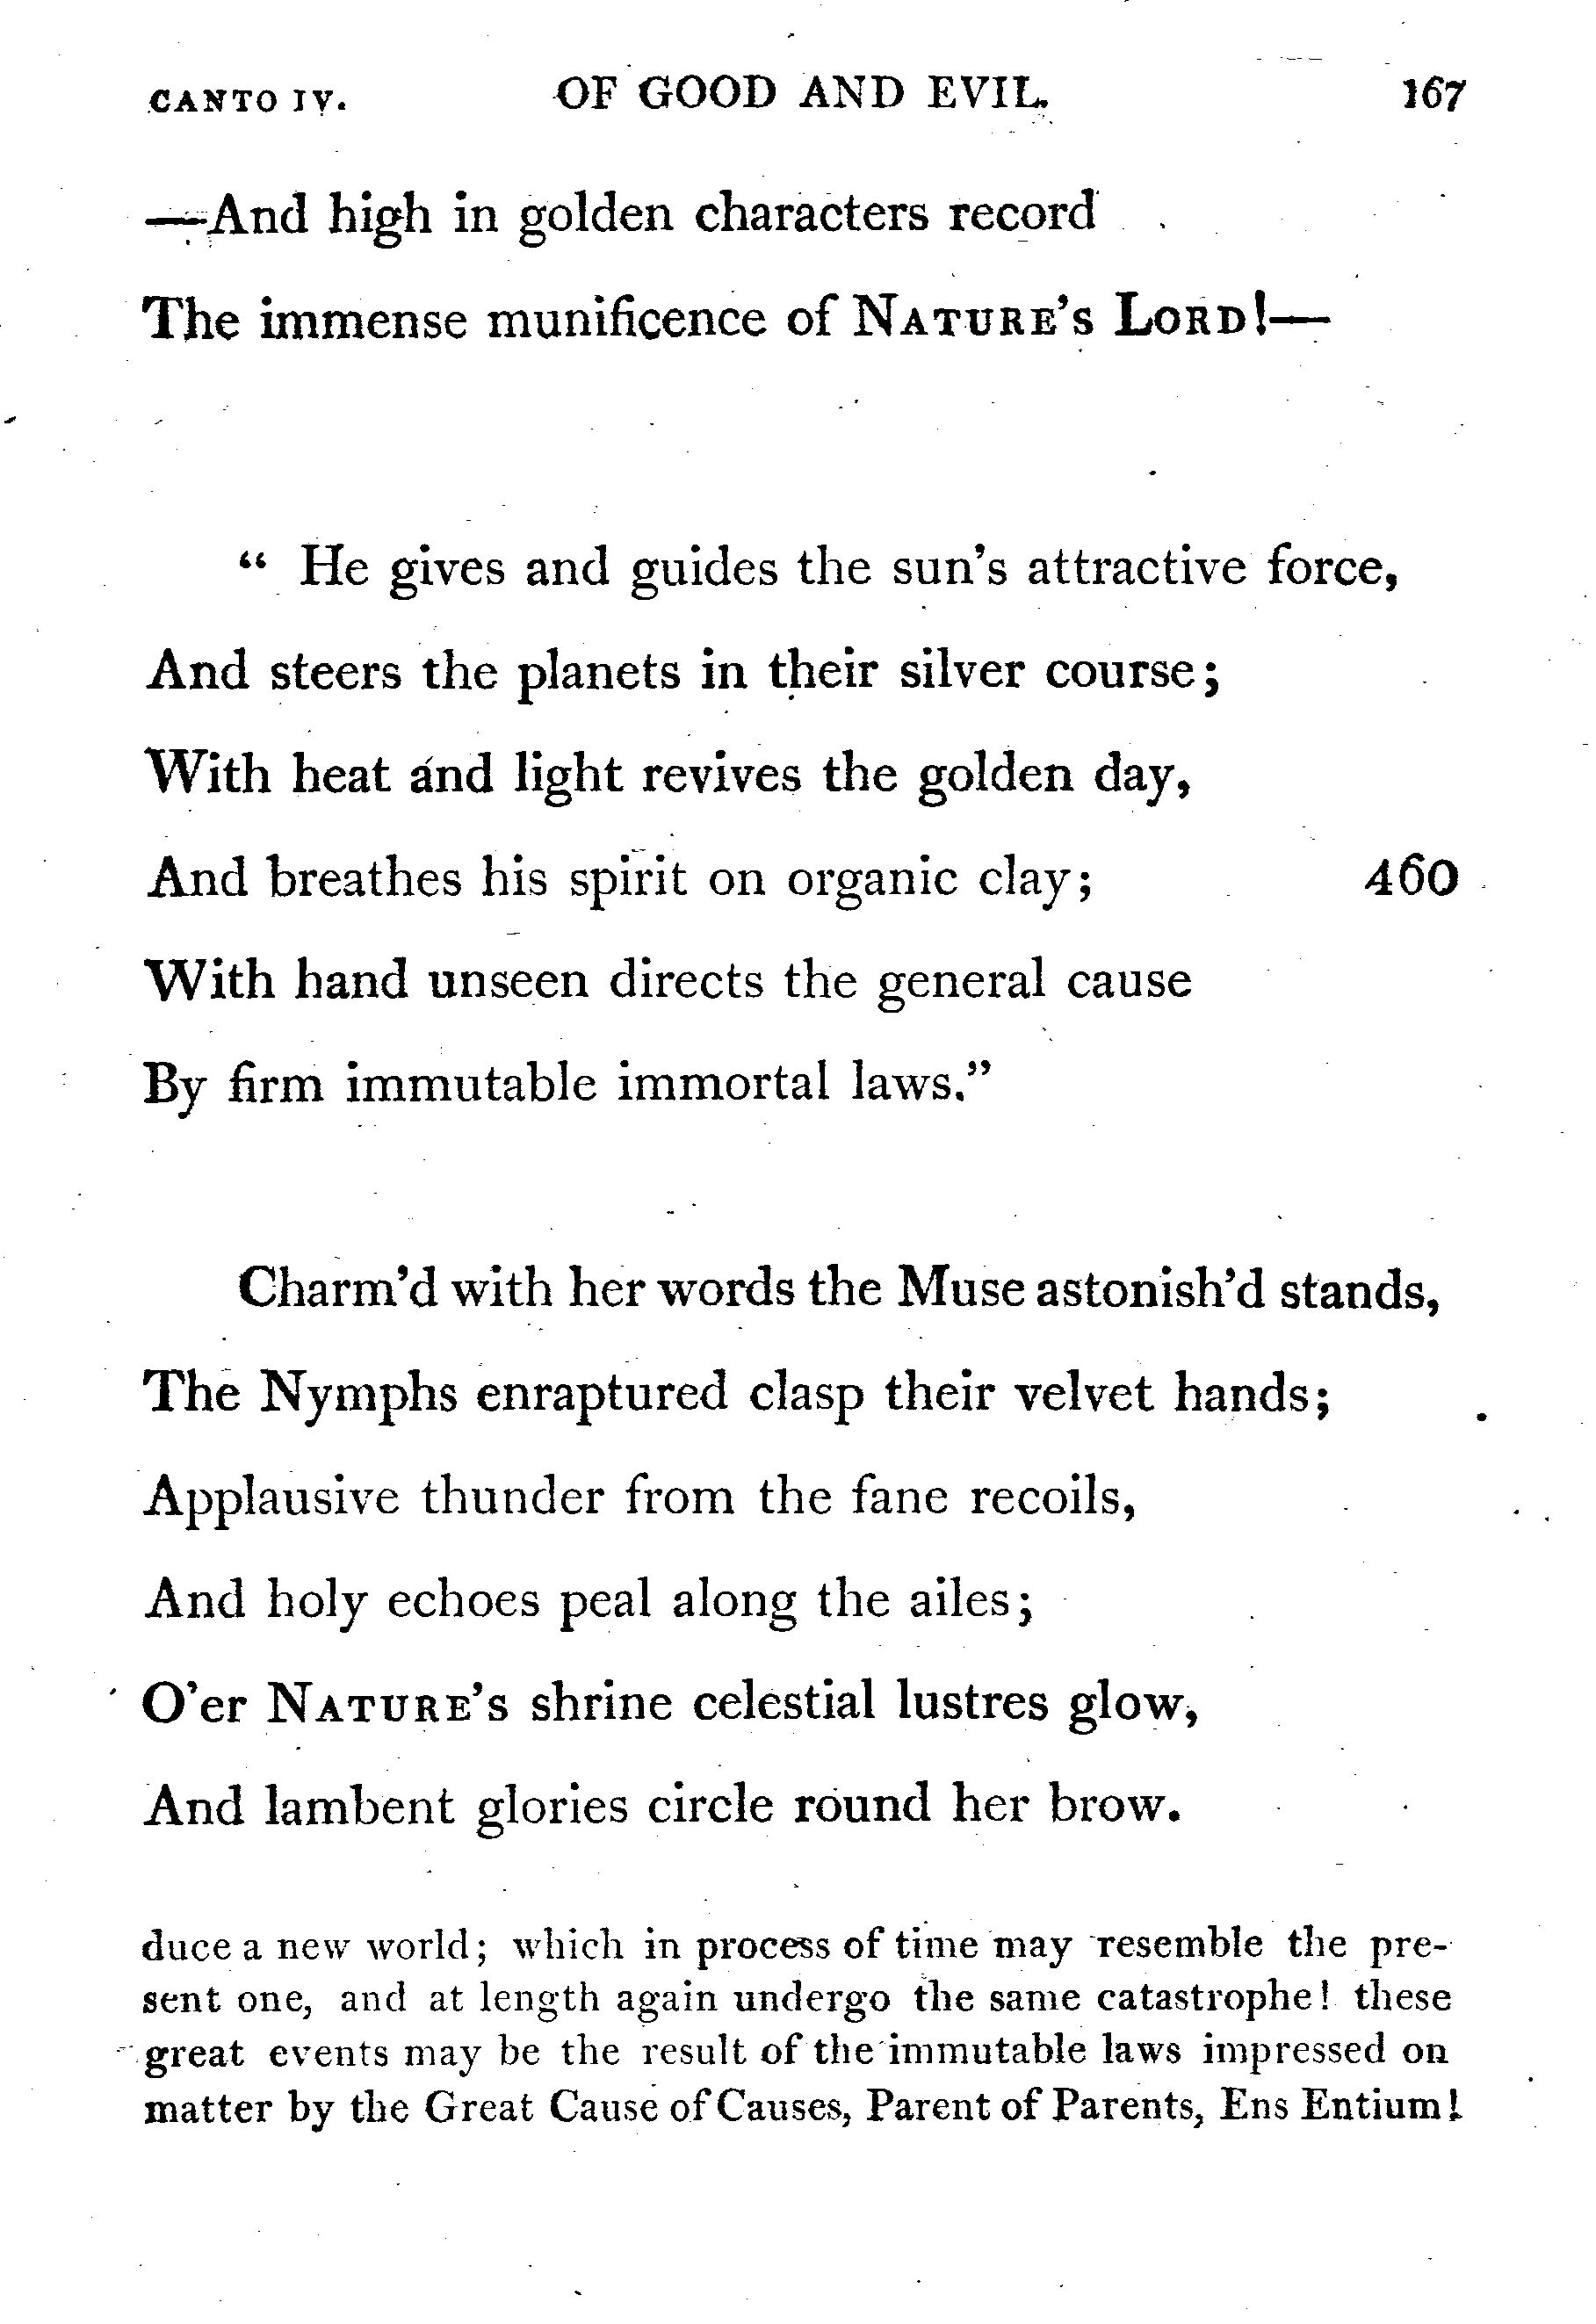 CANTO IV. OF GOOD AND EVIL. 167
—And high in golden characters record
The immense munificence of NATURE'S LORD!—
“ He gives and guides the sun's attractive force,
And steers the planets in their silver course;
With heat and light revives the golden day,
And breathes his spirit on organic clay; 460
With hand unseen directs the general cause
By firm immutable immortal laws.”
Charm'd with her words the Muse astonish'd stands,
The Nymphs enraptured clasp their velvet hands;
Applausive thunder from the fane recoils,
And holy echoes peal along the ailes;
O'er NATURE'S shrine celestial lustres glow,
And lambent glories circle round her brow.
duce a new world; which in process of time may resemble the pre-
sent one, and at length again undergo the same catastrophe! these
great events may be the result of the immutable laws impressed on
matter by the Great Cause of Causes, Parent of Parents, Ens Entium!